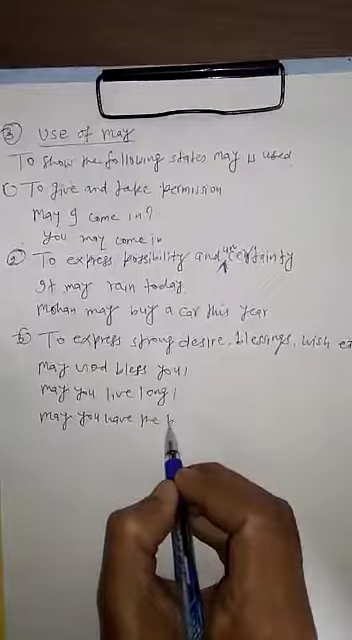 ③ Use of may
To show the following states may is used
① To give and take permission
May I come in?
You may come in
② To express possibility and uncertainty
It may rain today.
Mohan may buy a car this year
③ To express strong desire, blessings, wish etc
May God bless you!
May you live long!
May you have the